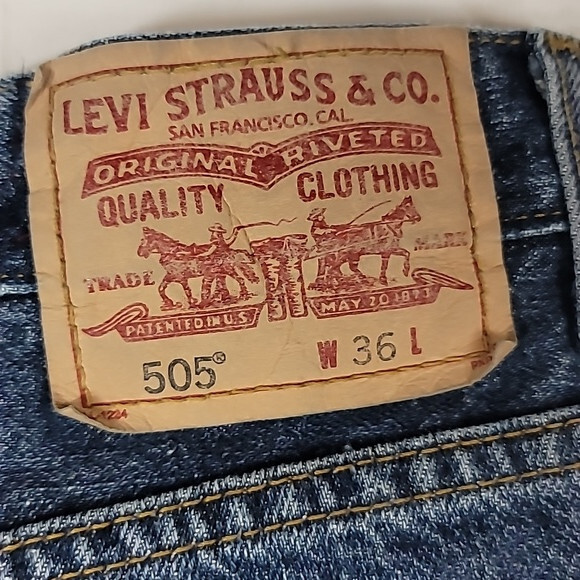 LEVI STRAUSS & CO.
SAN FRANCISCO, CAL.
ORIGINAL RIVETED
QUALITY CLOTHING
TRADE MARK
PATENTED IN U.S. MAY 20 1873
505® W 36 L